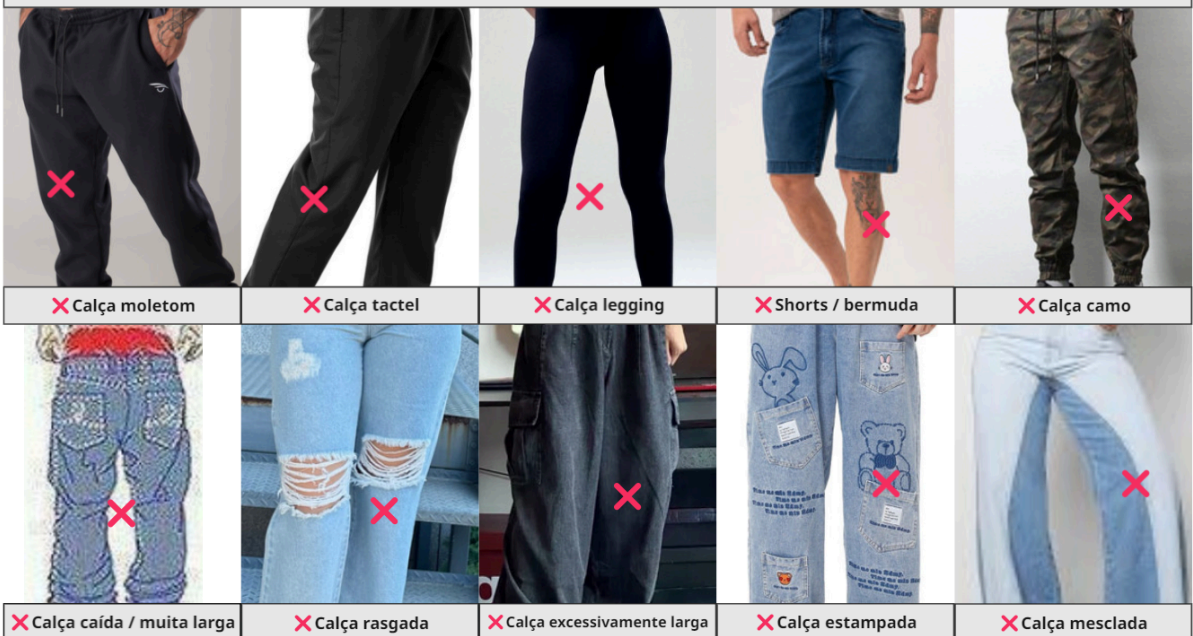 Calça moletom
Calça tactel
Calça legging
Shorts / bermuda
Calça camo
Calça caída / muita larga
Calça rasgada
Calça excessivamente larga
Calça estampada
Calça mesclada